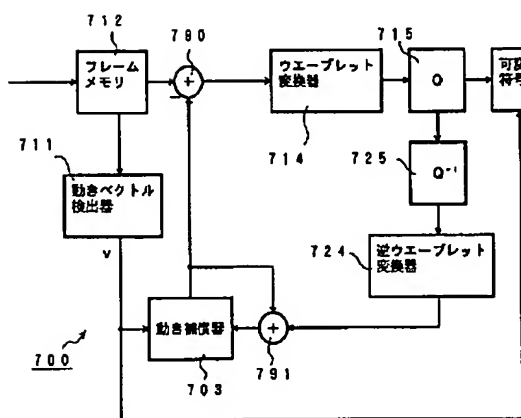 712
780
715
フレーム
メモリ
ウエーブレット
変換器
Q
符号
714
711
725
Q⁻¹
動きベクトル
検出器
v
724
逆ウエーブレット
変換器
動き補償器
791
700
703